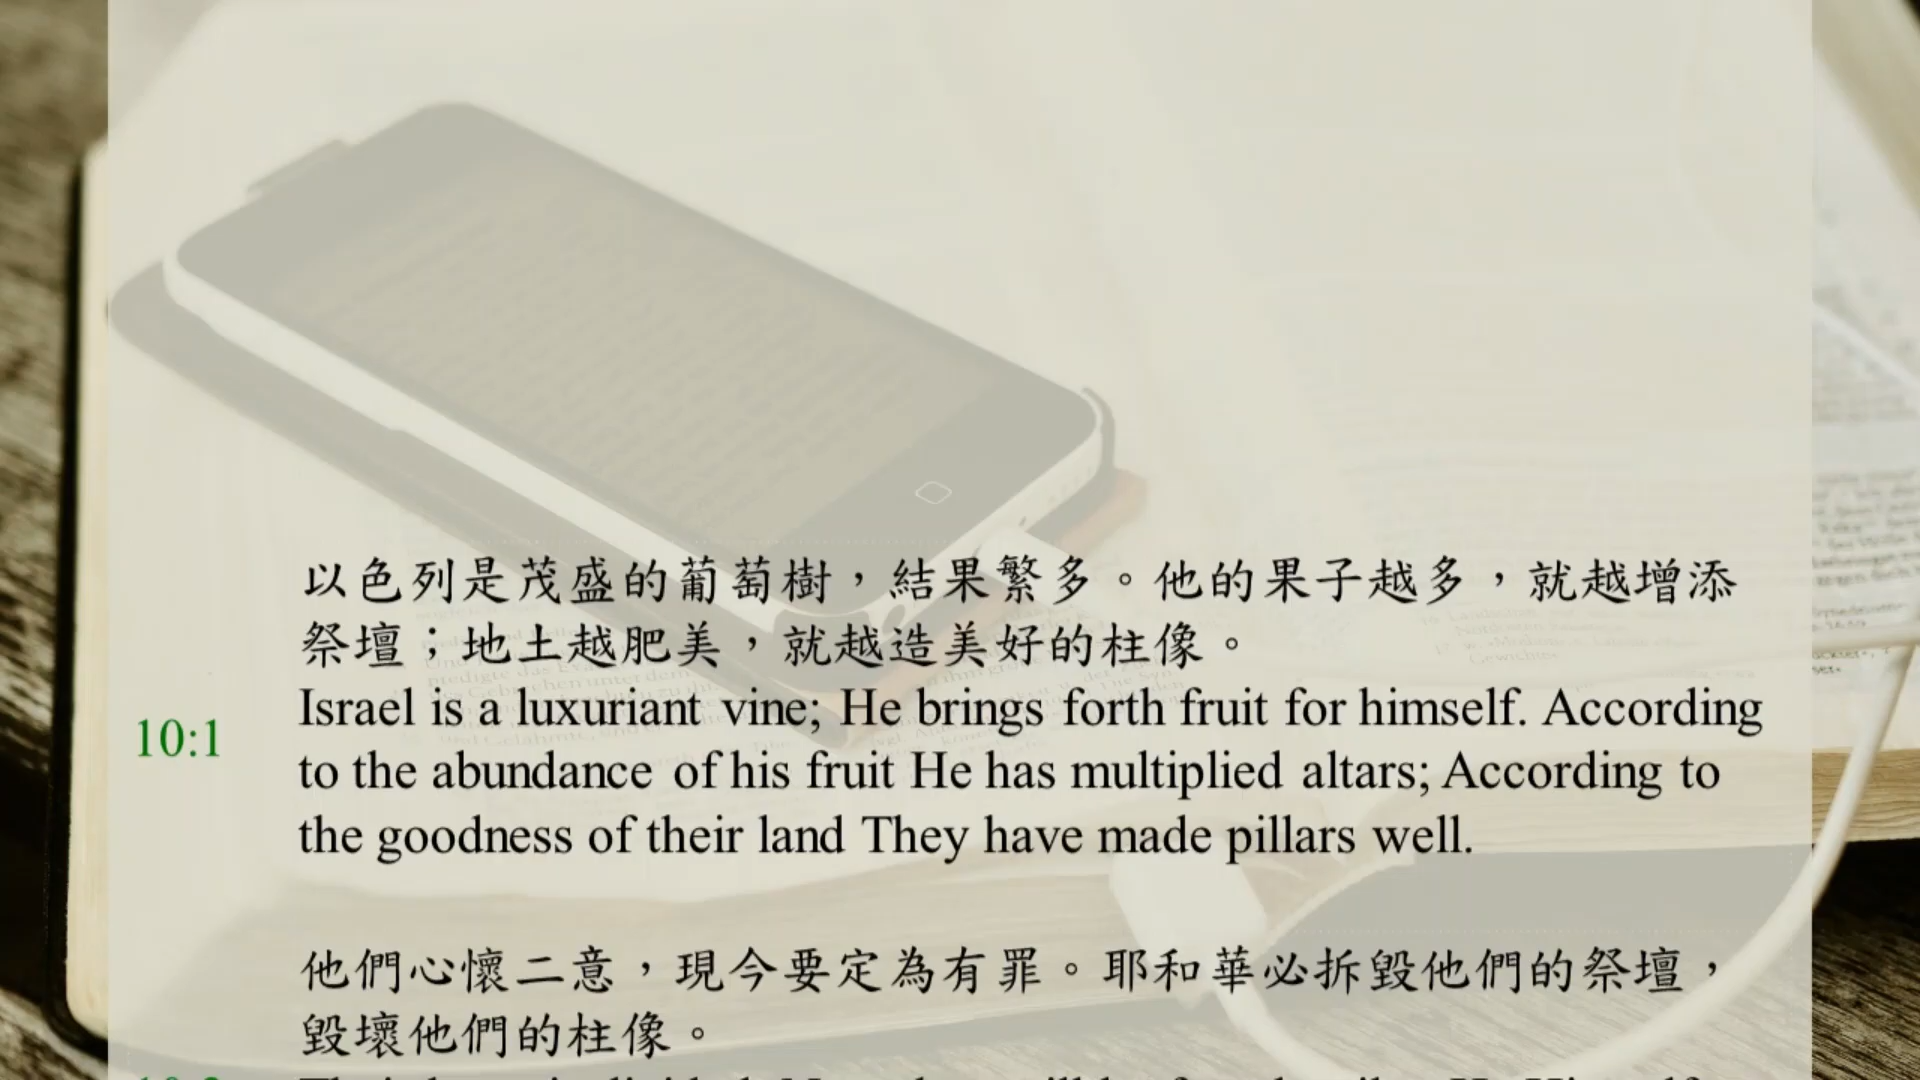 以色列是茂盛的葡萄樹，結果繁多。他的果子越多，就越增添
祭壇；地土越肥美，就越造美好的柱像。
10:1
Israel is a luxuriant vine; He brings forth fruit for himself. According
to the abundance of his fruit He has multiplied altars; According to
the goodness of their land They have made pillars well.
他們心懷二意，現今要定為有罪。耶和華必拆毀他們的祭壇，
毀壞他們的柱像。